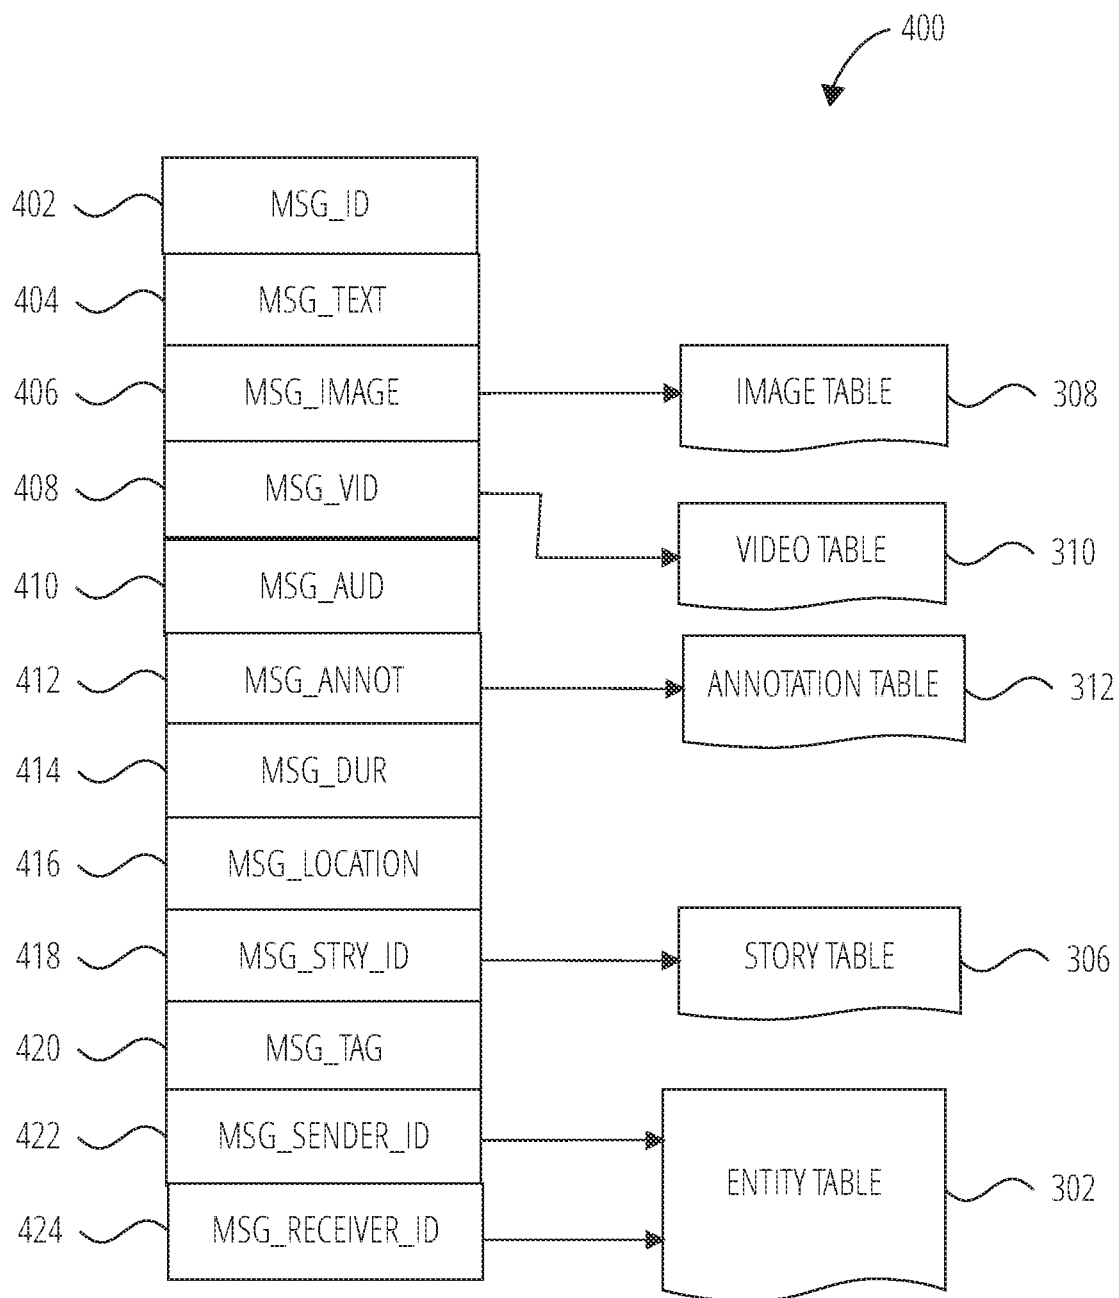 400
402 MSG_ID
404 MSG_TEXT
406 MSG_IMAGE IMAGE TABLE 308
408 MSG_VID VIDEO TABLE 310
410 MSG_AUD
412 MSG_ANNOT ANNOTATION TABLE 312
414 MSG_DUR
416 MSG_LOCATION
418 MSG_STRY_ID STORY TABLE 306
420 MSG_TAG
422 MSG_SENDER_ID
ENTITY TABLE 302
424 MSG_RECEIVER_ID